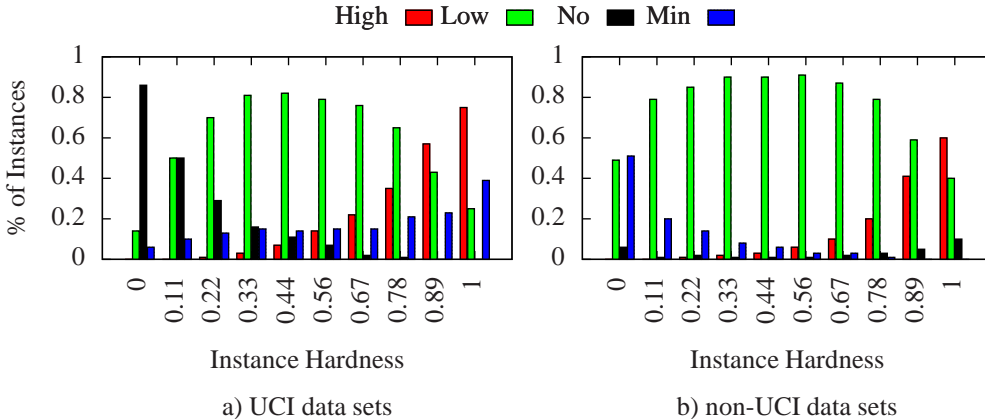 High Low No Min
% of Instances
1
0.8
0.6
0.4
0.2
0
0 0.11 0.22 0.33 0.44 0.56 0.67 0.78 0.89 1
Instance Hardness
a) UCI data sets
1
0.8
0.6
0.4
0.2
0
0 0.11 0.22 0.33 0.44 0.56 0.67 0.78 0.89 1
Instance Hardness
b) non-UCI data sets